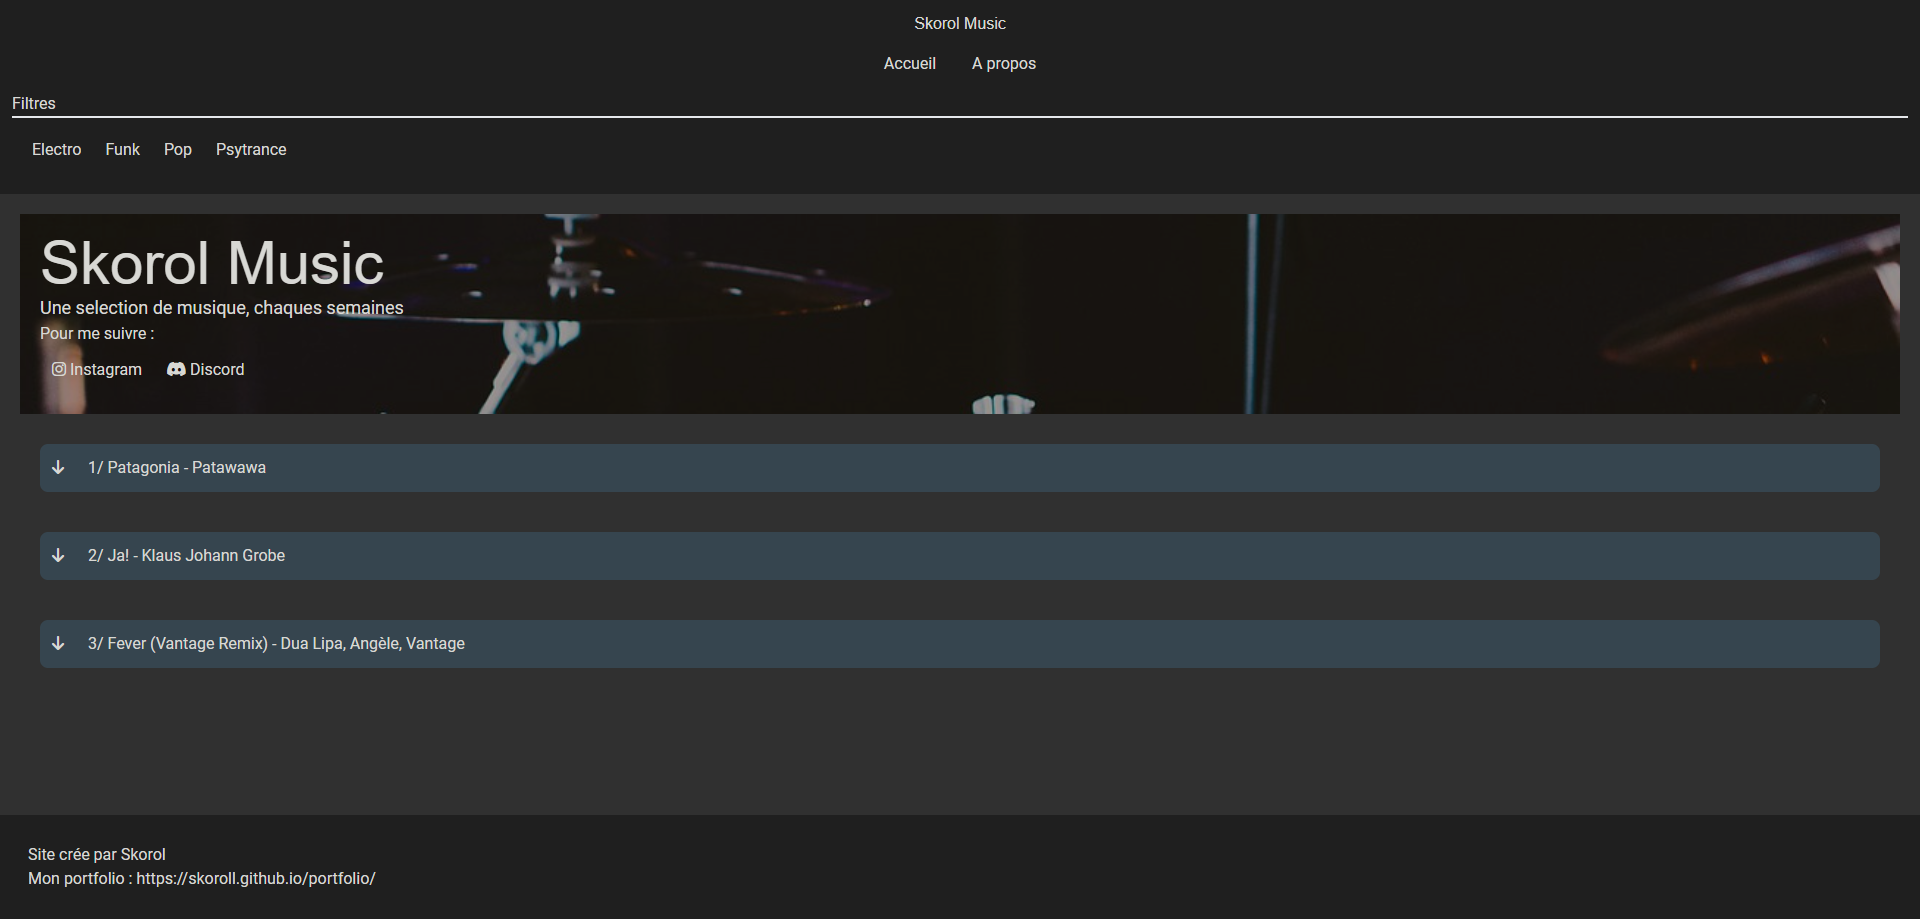 Skorol Music
Accueil A propos
Filtres
Electro Funk Pop Psytrance
Skorol Music
Une selection de musique, chaques semaines
Pour me suivre :
Instagram Discord
1/ Patagonia - Patawawa
2/ Ja! - Klaus Johann Grobe
3/ Fever (Vantage Remix) - Dua Lipa, Angèle, Vantage
Site crée par Skorol
Mon portfolio : https://skoroll.github.io/portfolio/